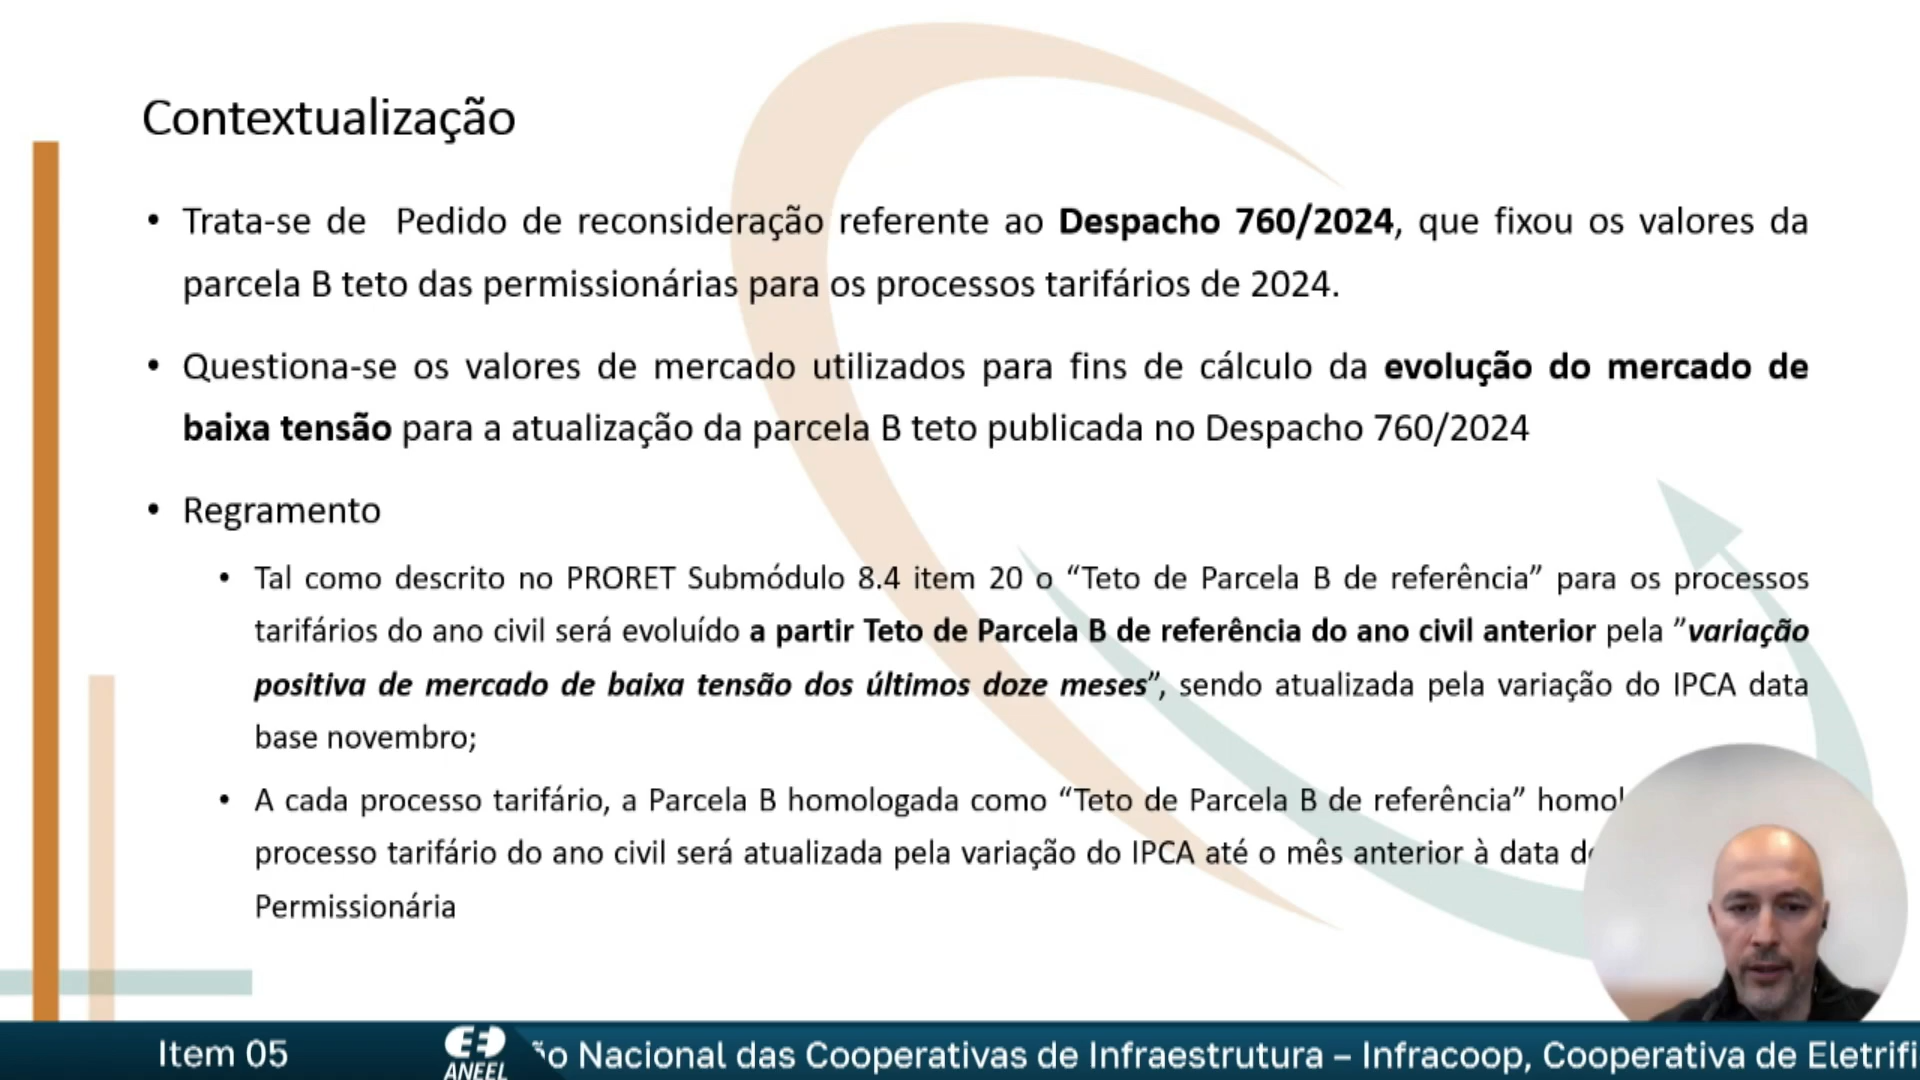 Contextualização
• Trata-se de Pedido de reconsideração referente ao Despacho 760/2024, que fixou os valores da
parcela B teto das permissionárias para os processos tarifários de 2024.
• Questiona-se os valores de mercado utilizados para fins de cálculo da evolução do mercado de
baixa tensão para a atualização da parcela B teto publicada no Despacho 760/2024
• Regramento
• Tal como descrito no PRORET Submódulo 8.4 item 20 o “Teto de Parcela B de referência” para os processos
tarifários do ano civil será evoluído a partir Teto de Parcela B de referência do ano civil anterior pela ”variação
positiva de mercado de baixa tensão dos últimos doze meses”, sendo atualizada pela variação do IPCA data
base novembro;
• A cada processo tarifário, a Parcela B homologada como “Teto de Parcela B de referência”
processo tarifário do ano civil será atualizada pela variação do IPCA até o mês anterior à data
Permissionária
Item 05
ANEEL
Nacional das Cooperativas de Infraestrutura – Infracoop, Cooperativa de